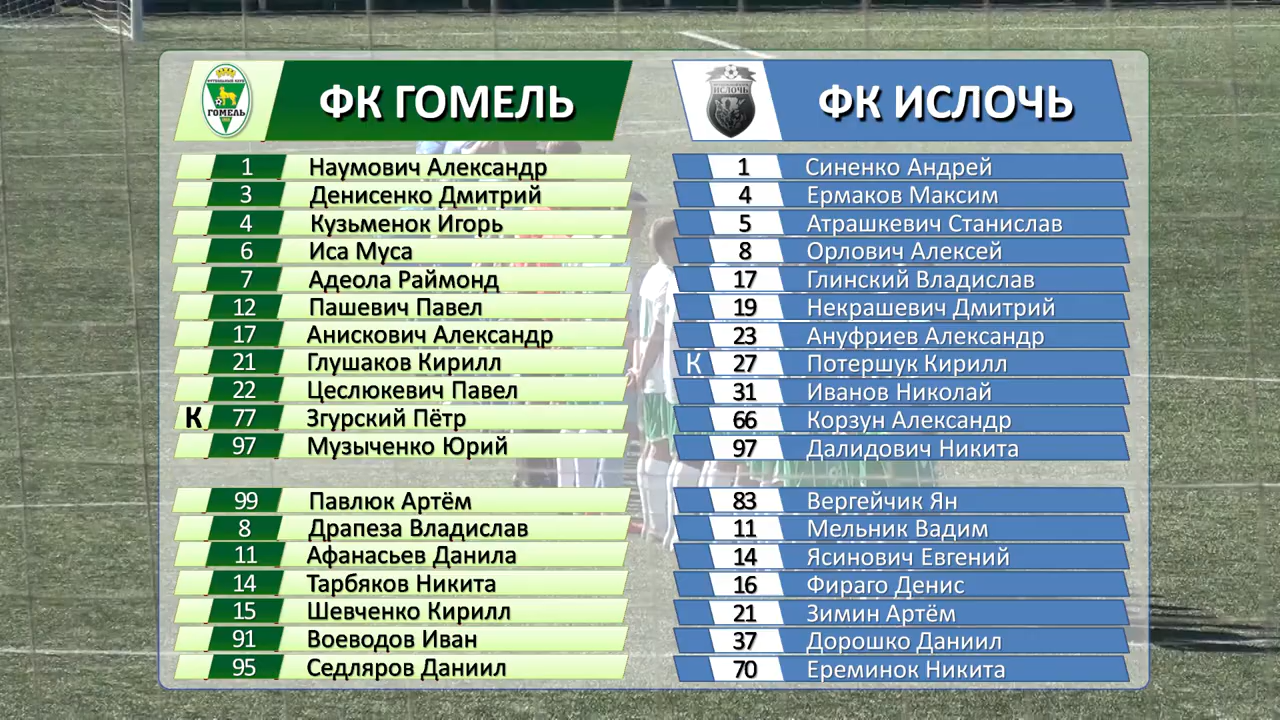 ФК ГОМЕЛЬ
ГОМЕЛЬ
1 Наумович Александр
3 Денисенко Дмитрий
4 Кузьменок Игорь
6 Иса Муса
7 Адеола Раймонд
12 Пашевич Павел
17 Анискович Александр
21 Глушаков Кирилл
22 Цеслюкевич Павел
К 77 Згурский Пётр
97 Музыченко Юрий
99 Павлюк Артём
8 Драпеза Владислав
11 Афанасьев Данила
14 Тарбяков Никита
15 Шевченко Кирилл
91 Воеводов Иван
95 Седляров Даниил
ФК ИСЛОЧЬ
ИСЛОЧЬ
1 Синенко Андрей
4 Ермаков Максим
5 Атрашкевич Станислав
8 Орлович Алексей
17 Глинский Владислав
19 Некрашевич Дмитрий
23 Ануфриев Александр
К 27 Потершук Кирилл
31 Иванов Николай
66 Корзун Александр
97 Далидович Никита
83 Вергейчик Ян
11 Мельник Вадим
14 Ясинович Евгений
16 Фираго Денис
21 Зимин Артём
37 Дорошко Даниил
70 Ереминок Никита